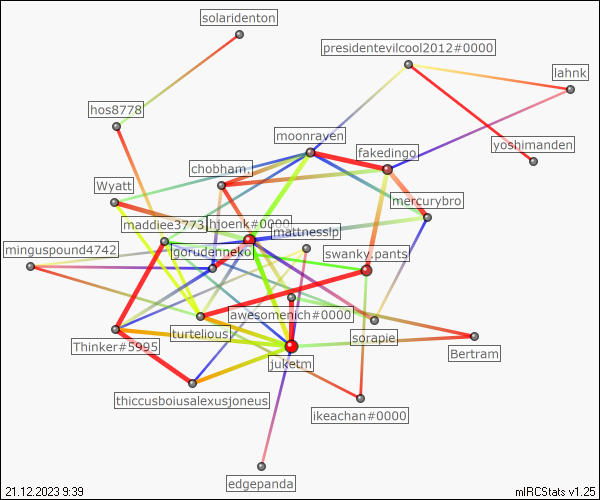 solaridenton
presidentevilcool2012#0000
lahnk
hos8778
moonraven
yoshimanden
fakedingo
chobham.
Wyatt
mercurybro
maddiee3773
hjoenk#0000
mattnesslp
minguspound4742
gorudenneko
swanky.pants
awesomenich#0000
turtelious
sorapie
Thinker#5995
juketm
Bertram
thiccusboiusalexusjoneus
ikeachan#0000
edgepanda
21.12.2023 9:39
mIRCStats v1.25